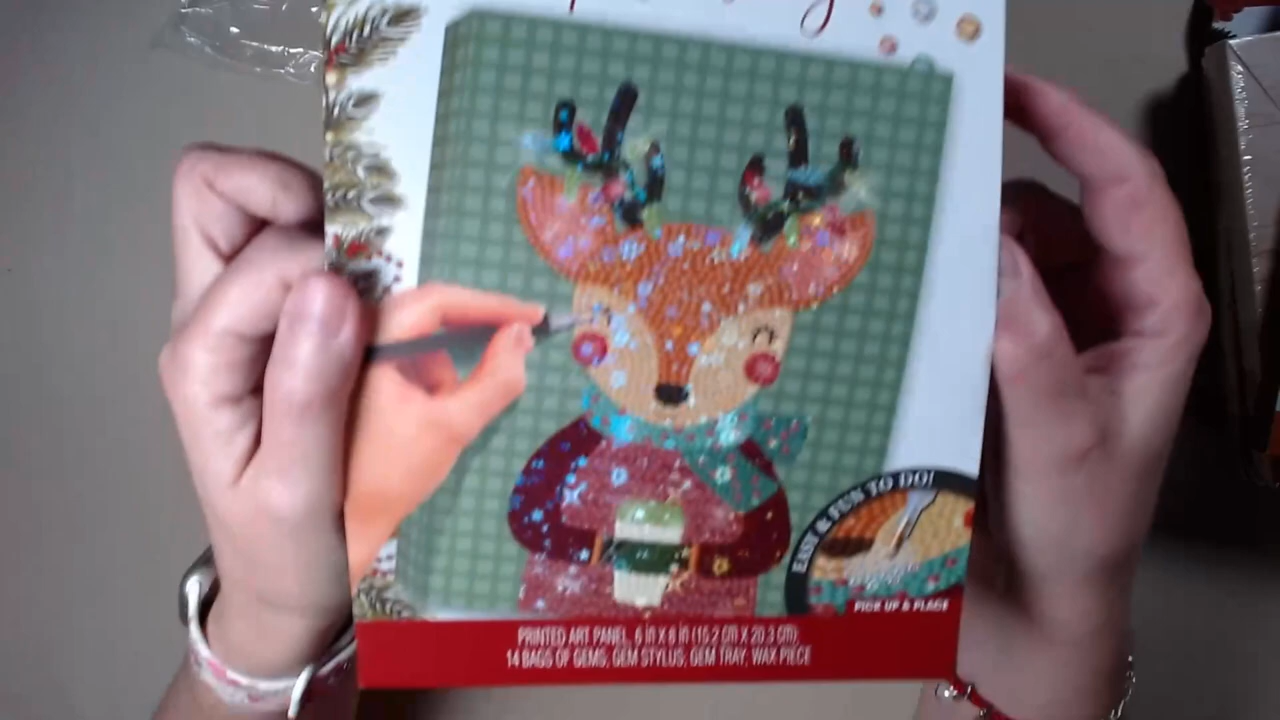 EASY & FUN TO DO!
PICK UP & PLACE
PRINTED ART PANEL, 6 in X 8 in (15.2 cm X 20.3 cm),
14 BAGS OF GEMS, GEM STYLUS, GEM TRAY, WAX PIECE